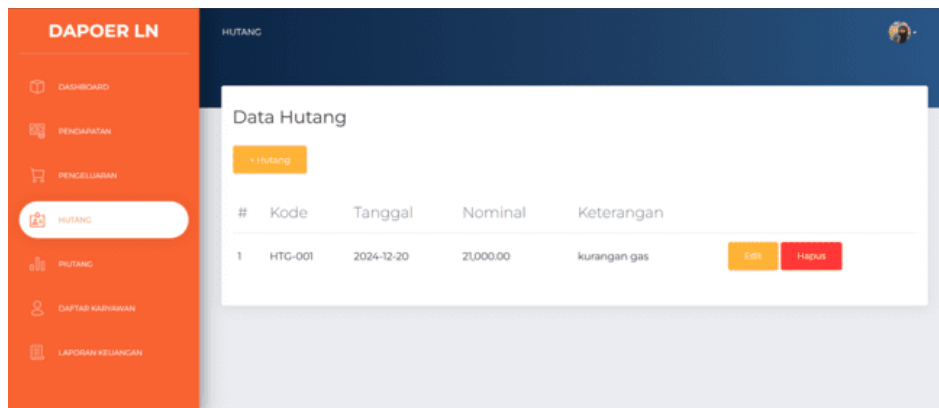 DAPOER LN
HUTANG
DASHBOARD
PENDAPATAN
PENGELUARAN
HUTANG
PIUTANG
DAFTAR KARYAWAN
LAPORAN KEUANGAN
Data Hutang
+ Hutang
# Kode Tanggal Nominal Keterangan
1 HTG-001 2024-12-20 21,000.00 kurangan gas Edit Hapus